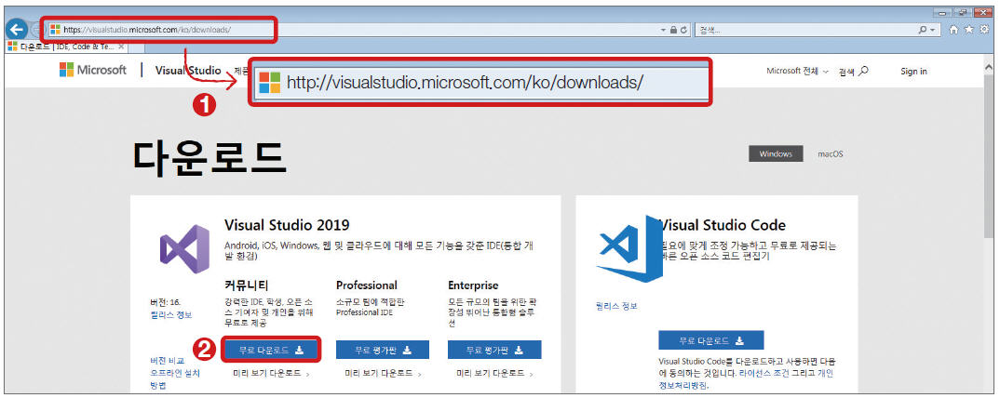 https://visualstudio.microsoft.com/ko/downloads/
검색...
다운로드 | IDE, Code & Te...
Microsoft
Visual Studio
제품
Microsoft 전체
검색
Sign in
http://visualstudio.microsoft.com/ko/downloads/
1
다운로드
Windows
macOS
Visual Studio 2019
Android, iOS, Windows, 웹 및 클라우드에 대해 모든 기능을 갖춘 IDE(통합 개
발 환경)
버전: 16.
릴리스 정보
버전 비교
오프라인 설치
방법
커뮤니티
강력한 IDE, 학생, 오픈 소
스 기여자 및 개인을 위해
무료로 제공
2
무료 다운로드
미리 보기 다운로드 >
Professional
소규모 팀에 적합한
Professional IDE
무료 평가판
미리 보기 다운로드 >
Enterprise
모든 규모의 팀을 위한 확
장성 뛰어난 통합형 솔루
션
무료 평가판
미리 보기 다운로드 >
Visual Studio Code
필요에 맞게 조정 가능하고 무료로 제공되는
빠른 오픈 소스 코드 편집기
릴리스 정보
무료 다운로드
Visual Studio Code를 다운로드하고 사용하면 다음
에 동의하는 것입니다. 라이선스 조건 그리고 개인
정보처리방침.